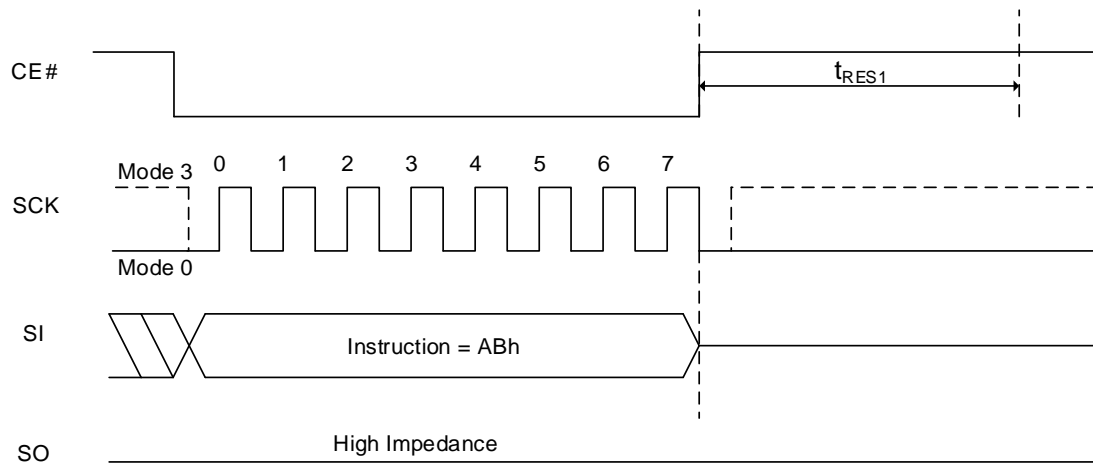 CE#
tRES1
Mode 3
0 1 2 3 4 5 6 7
SCK
Mode 0
SI
Instruction = ABh
SO
High Impedance